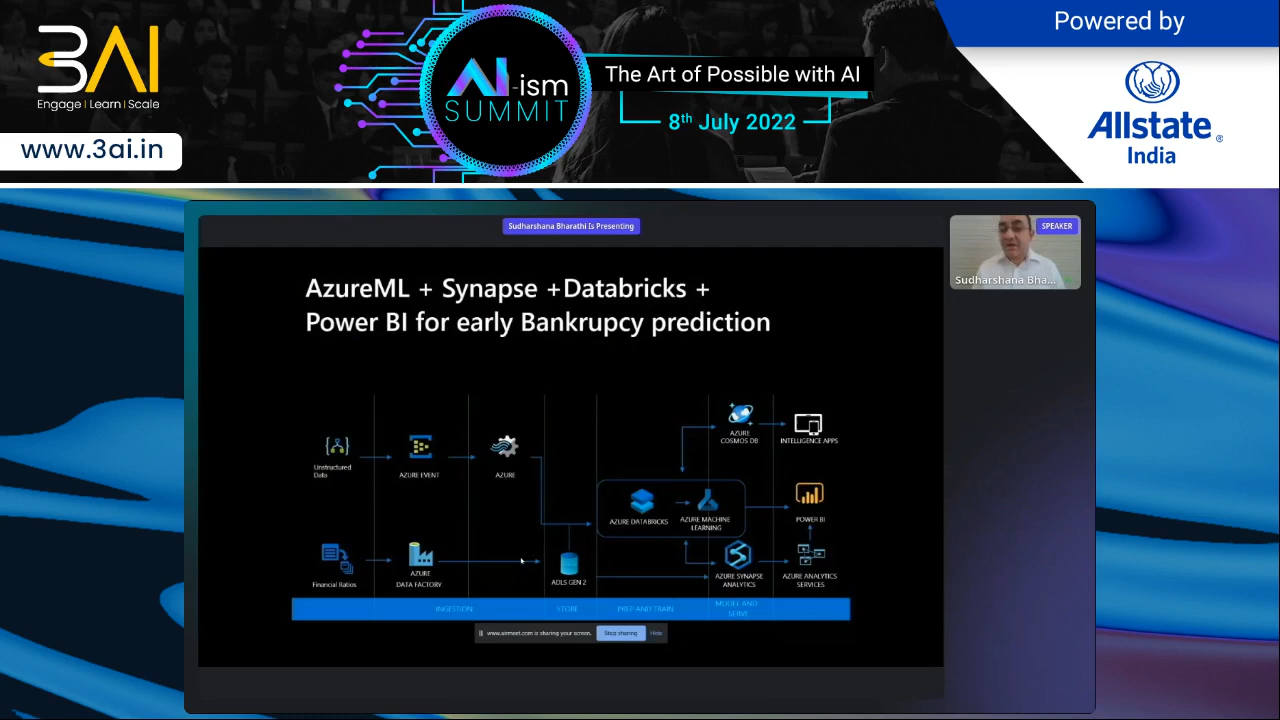 3AI
Engage | Learn | Scale
www.3ai.in
AI-ism
SUMMIT
The Art of Possible with AI
8th July 2022
Powered by
Allstate®
India
Sudharshana Bharathi Is Presenting
SPEAKER
Sudharshana Bha...
AzureML + Synapse +Databricks +
Power BI for early Bankrupcy prediction
Unstructured
Data
AZURE EVENT
AZURE
AZURE
COSMOS DB
INTELLIGENCE APPS
AZURE DATABRICKS
AZURE MACHINE
LEARNING
POWER BI
Financial Ratios
AZURE
DATA FACTORY
ADLS GEN 2
AZURE SYNAPSE
ANALYTICS
AZURE ANALYTICS
SERVICES
INGESTION
STORE
PREP AND TRAIN
MODEL AND
SERVE
www.airmeet.com is sharing your screen.
Stop sharing
Hide